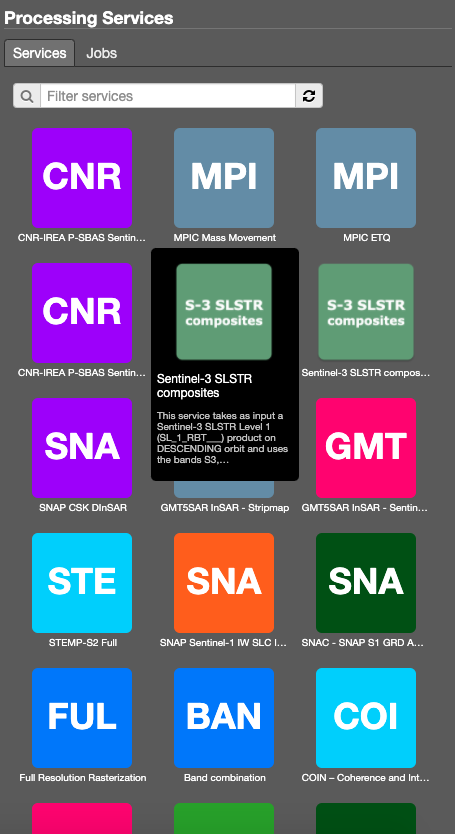 Processing Services
Services Jobs
Filter services
CNR MPI MPI
CNR-IREA P-SBAS Sentin... MPIC Mass Movement MPIC ETQ
CNR S-3 SLSTR S-3 SLSTR
composites composites
CNR-IREA P-SBAS Sentin... Sentinel-3 SLSTR Sentinel-3 SLSTR compos...
composites
This service takes as input a
Sentinel-3 SLSTR Level 1
(SL_1_RBT___) product on
DESCENDING orbit and uses
the bands S3,...
SNA GMT
SNAP CSK DInSAR GMT5SAR InSAR - Stripmap GMT5SAR InSAR - Sentin...
STE SNA SNA
STEMP-S2 Full SNAP Sentinel-1 IW SLC I... SNAC - SNAP S1 GRD A...
FUL BAN COI
Full Resolution Rasterization Band combination COIN – Coherence and Int...